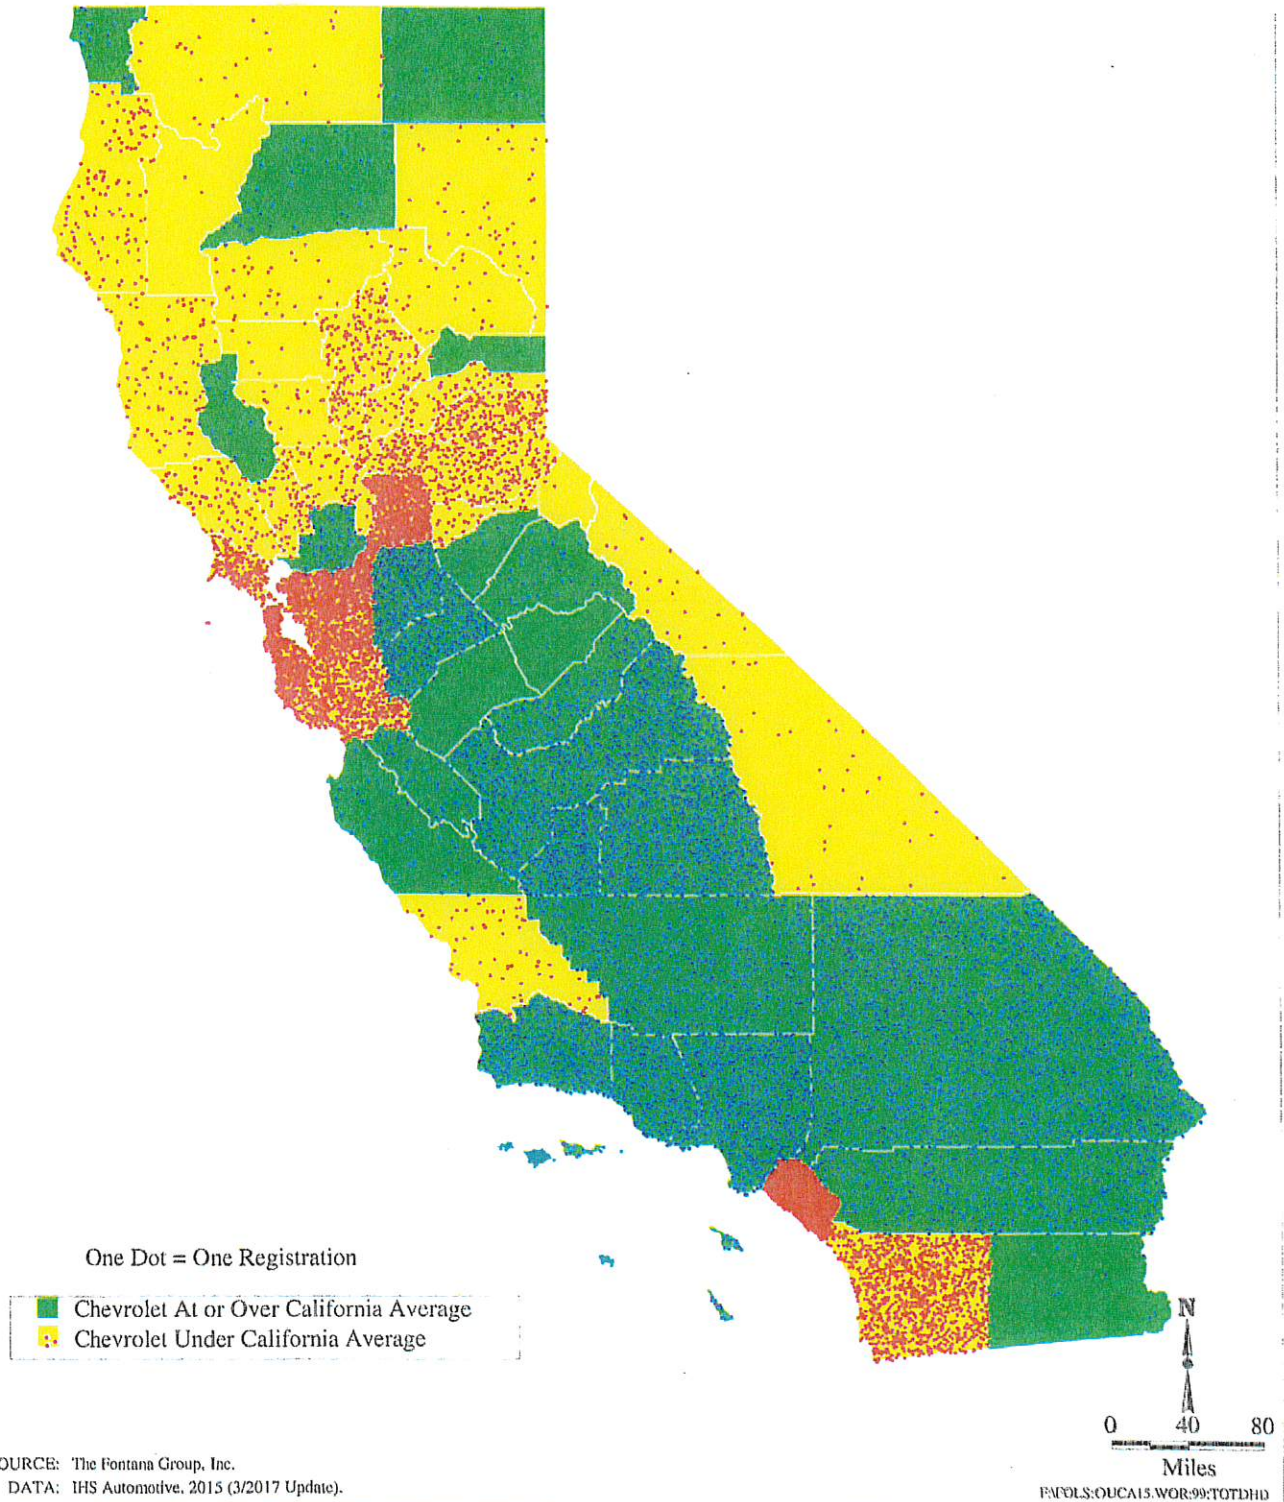 One Dot = One Registration
Chevrolet At or Over California Average
Chevrolet Under California Average
N
0 40 80
Miles
OURCE: The Fontana Group, Inc.
DATA: IHS Automotive, 2015 (3/2017 Update).